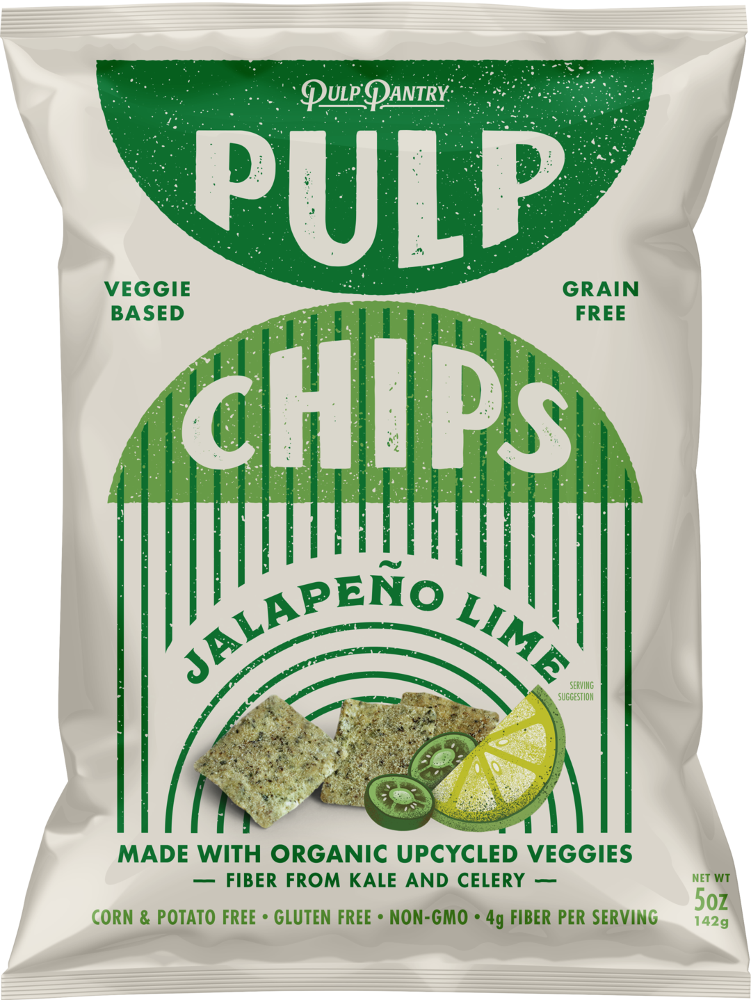 PULP PANTRY
PULP
VEGGIE
BASED
GRAIN
FREE
CHIPS
JALAPEÑO LIME
SERVING
SUGGESTION
MADE WITH ORGANIC UPCYCLED VEGGIES
— FIBER FROM KALE AND CELERY —
CORN & POTATO FREE • GLUTEN FREE • NON-GMO • 4g FIBER PER SERVING
NET WT
5OZ
142g